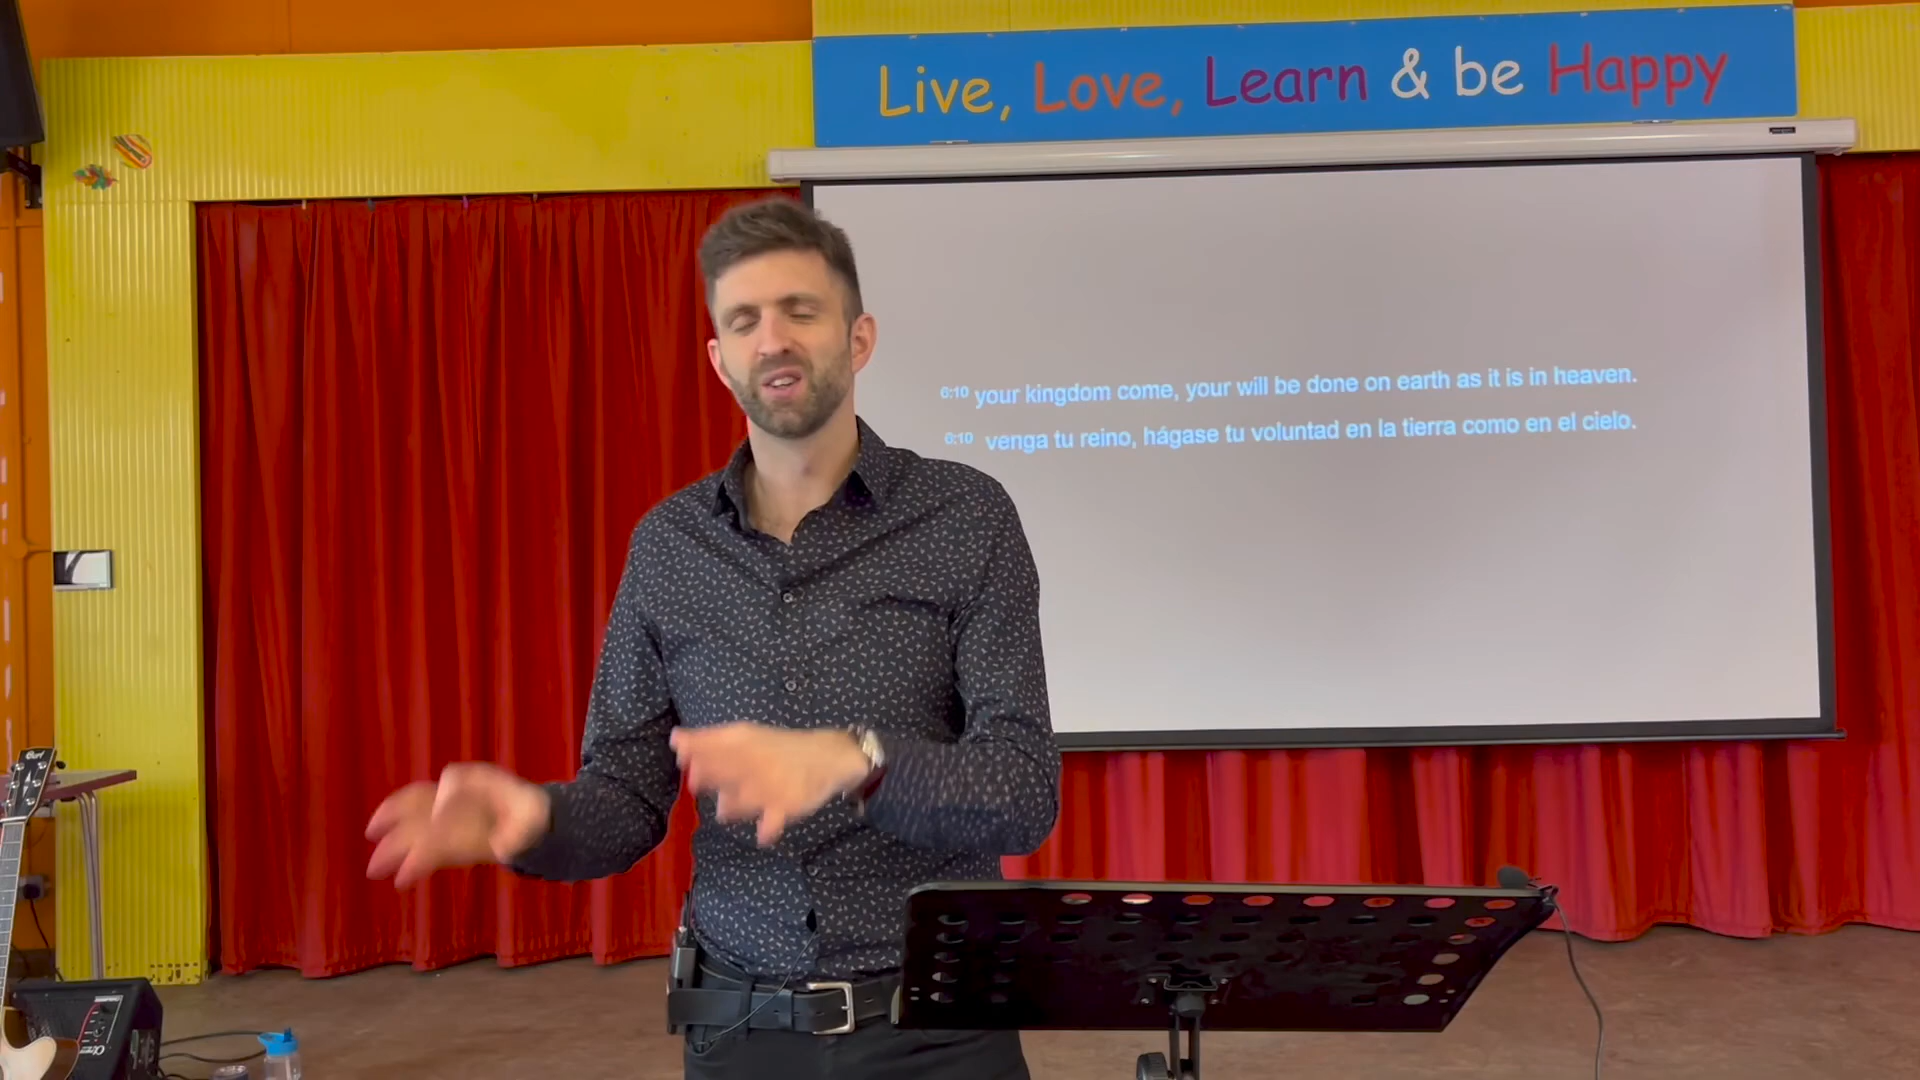 Live, Love, Learn & be Happy
6:10 your kingdom come, your will be done on earth as it is in heaven.
6:10 venga tu reino, hágase tu voluntad en la tierra como en el cielo.
Cort